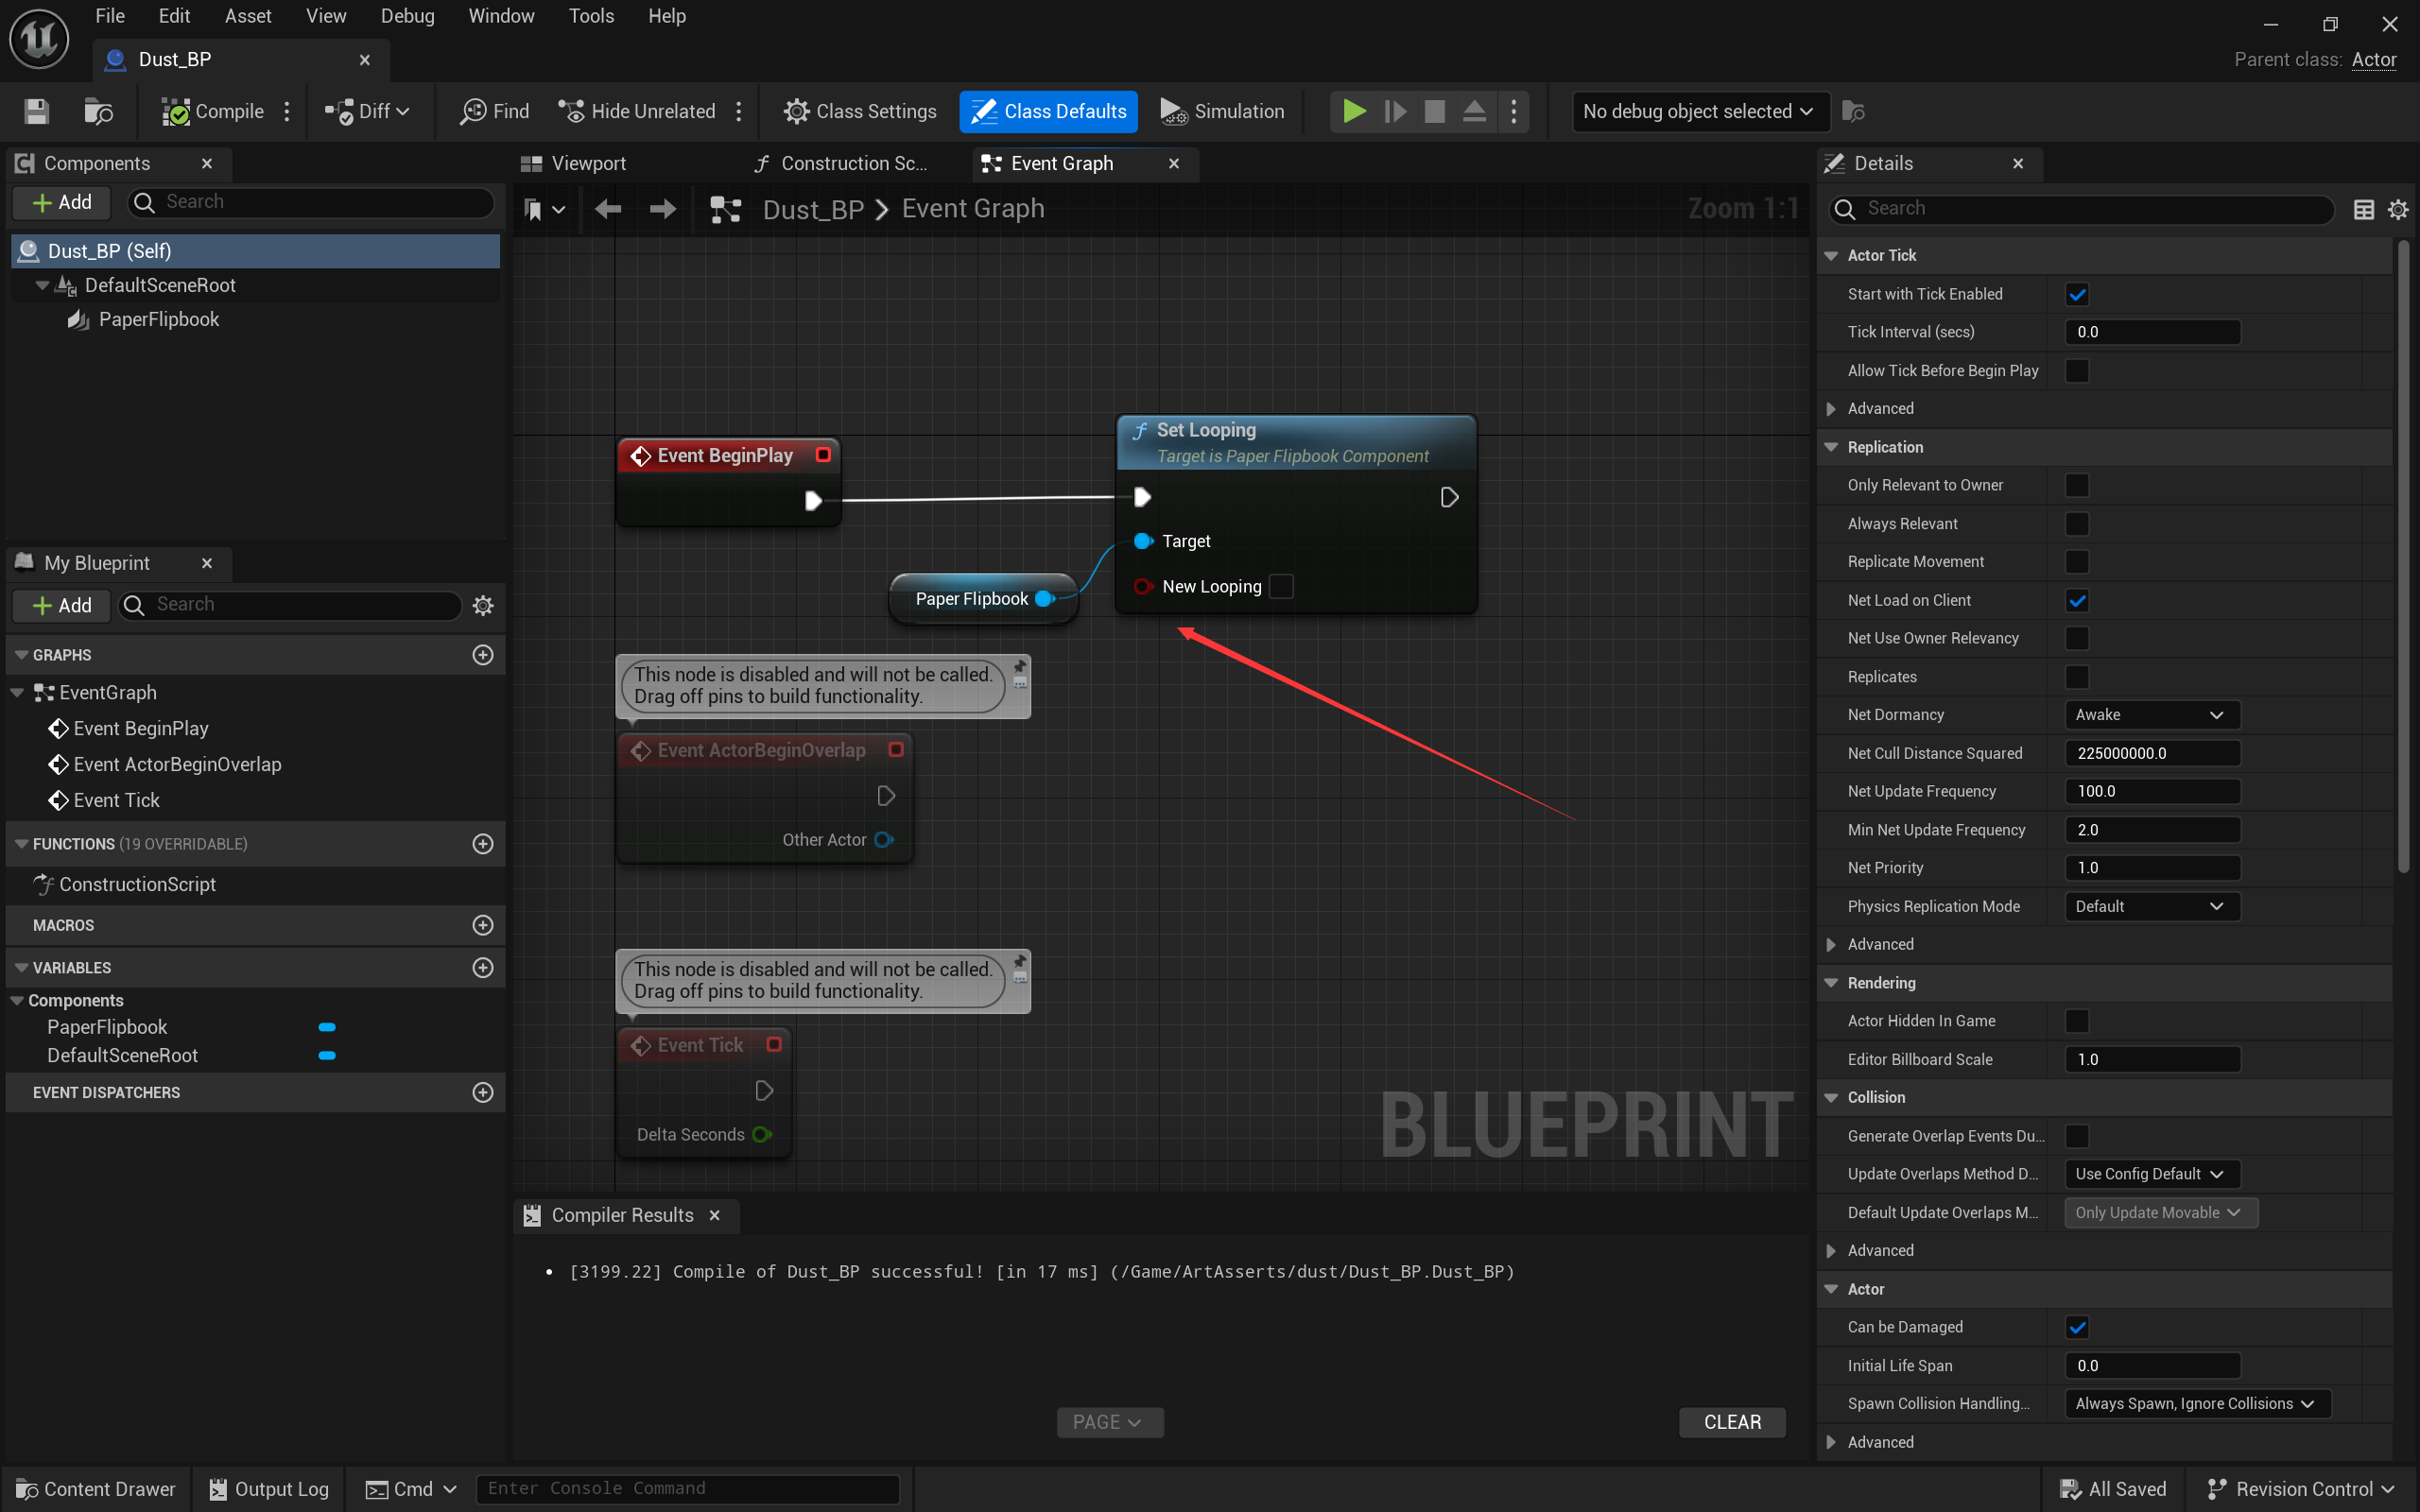 File Edit Asset View Debug Window Tools Help
Dust_BP
Parent class: Actor
Compile Diff Find Hide Unrelated Class Settings Class Defaults Simulation No debug object selected
Components
Add Search
Dust_BP (Self)
DefaultSceneRoot
PaperFlipbook
My Blueprint
Add Search
GRAPHS
EventGraph
Event BeginPlay
Event ActorBeginOverlap
Event Tick
FUNCTIONS (19 OVERRIDABLE)
ConstructionScript
MACROS
VARIABLES
Components
PaperFlipbook
DefaultSceneRoot
EVENT DISPATCHERS
Viewport Construction Sc... Event Graph
Dust_BP > Event Graph Zoom 1:1
Event BeginPlay
Set Looping
Target is Paper Flipbook Component
Target
New Looping
Paper Flipbook
This node is disabled and will not be called.
Drag off pins to build functionality.
Event ActorBeginOverlap
Other Actor
This node is disabled and will not be called.
Drag off pins to build functionality.
Event Tick
Delta Seconds
BLUEPRINT
Compiler Results
• [3199.22] Compile of Dust_BP successful! [in 17 ms] (/Game/ArtAsserts/dust/Dust_BP.Dust_BP)
PAGE CLEAR
Details
Search
Actor Tick
Start with Tick Enabled
Tick Interval (secs) 0.0
Allow Tick Before Begin Play
Advanced
Replication
Only Relevant to Owner
Always Relevant
Replicate Movement
Net Load on Client
Net Use Owner Relevancy
Replicates
Net Dormancy Awake
Net Cull Distance Squared 225000000.0
Net Update Frequency 100.0
Min Net Update Frequency 2.0
Net Priority 1.0
Physics Replication Mode Default
Advanced
Rendering
Actor Hidden In Game
Editor Billboard Scale 1.0
Collision
Generate Overlap Events Du...
Update Overlaps Method D... Use Config Default
Default Update Overlaps M... Only Update Movable
Advanced
Actor
Can be Damaged
Initial Life Span 0.0
Spawn Collision Handling... Always Spawn, Ignore Collisions
Advanced
Content Drawer Output Log Cmd Enter Console Command All Saved Revision Control